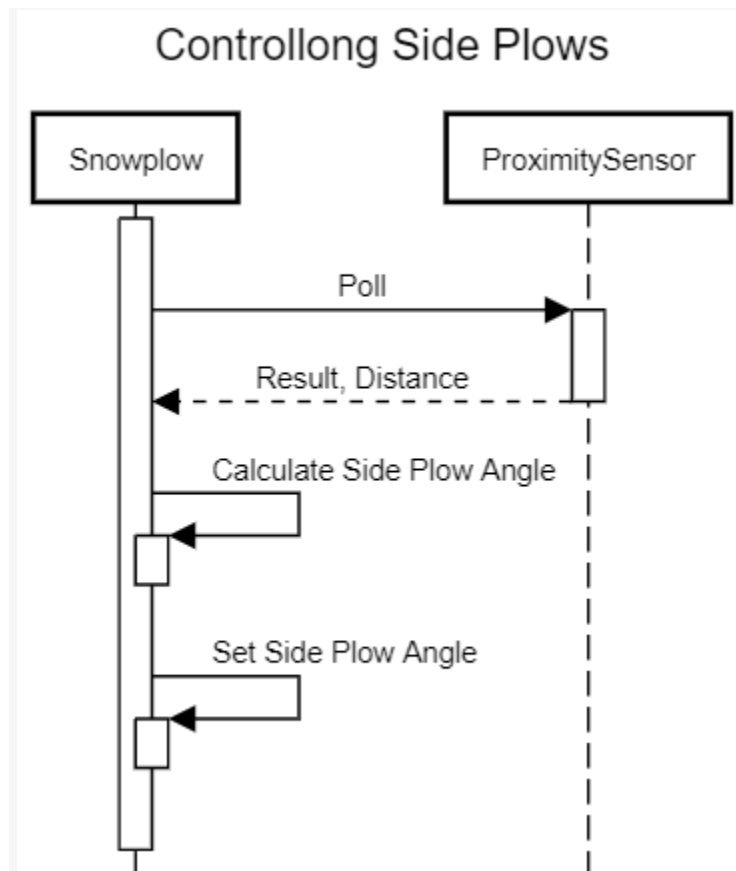 Controllong Side Plows
Snowplow
ProximitySensor
Poll
Result, Distance
Calculate Side Plow Angle
Set Side Plow Angle